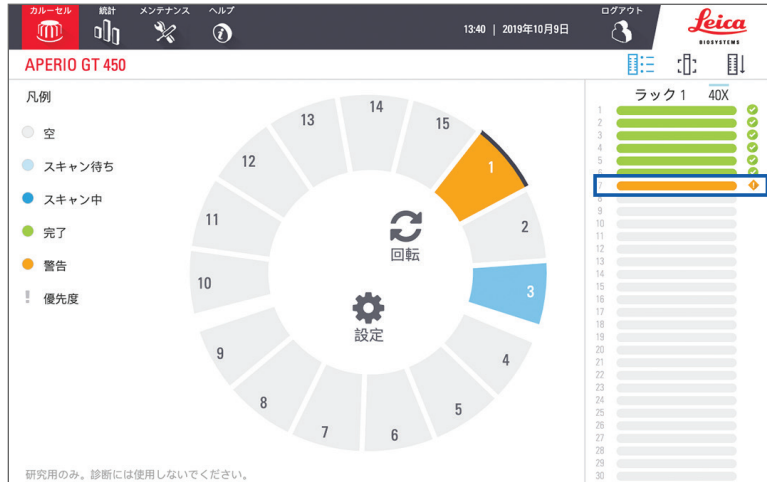 カルーセル 統計 メンテナンス ヘルプ
13:40 | 2019年10月9日
ログアウト
Leica
BIOSYSTEMS
APERIO GT 450
凡例
空
スキャン待ち
スキャン中
完了
警告
優先度
1
2
3
4
5
6
7
8
9
10
11
12
13
14
15
回転
設定
ラック 1 40X
1
2
3
4
5
6
7
8
9
10
11
12
13
14
15
16
17
18
19
20
21
22
23
24
25
26
27
28
29
30
研究用のみ。診断には使用しないでください。